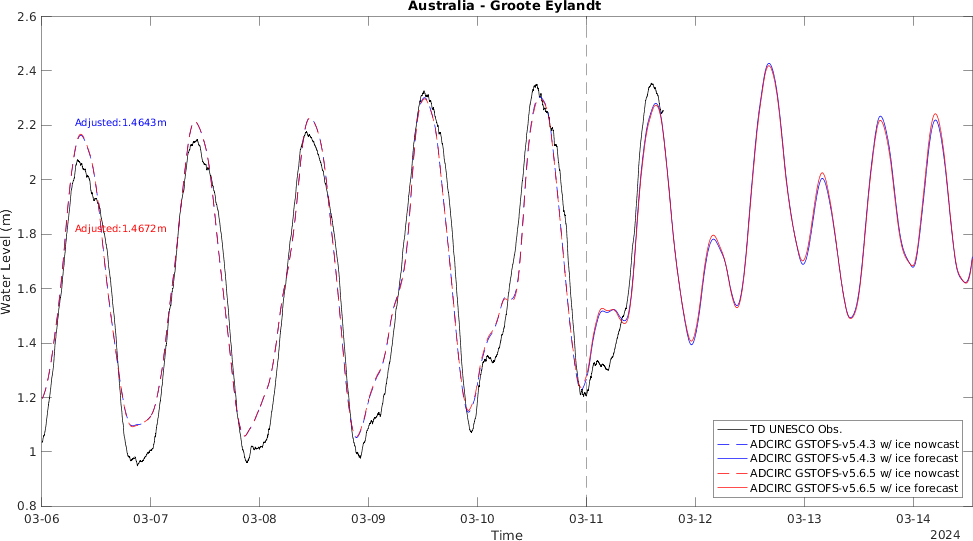 Australia - Groote Eylandt
2.6
2.4
2.2
2
1.8
1.6
1.4
1.2
1
0.8
Water Level (m)
Adjusted:1.4643m
Adjusted:1.4672m
TD UNESCO Obs.
ADCIRC GSTOFS-v5.4.3 w/ ice nowcast
ADCIRC GSTOFS-v5.4.3 w/ ice forecast
ADCIRC GSTOFS-v5.6.5 w/ ice nowcast
ADCIRC GSTOFS-v5.6.5 w/ ice forecast
03-06 03-07 03-08 03-09 03-10 03-11 03-12 03-13 03-14
Time
2024